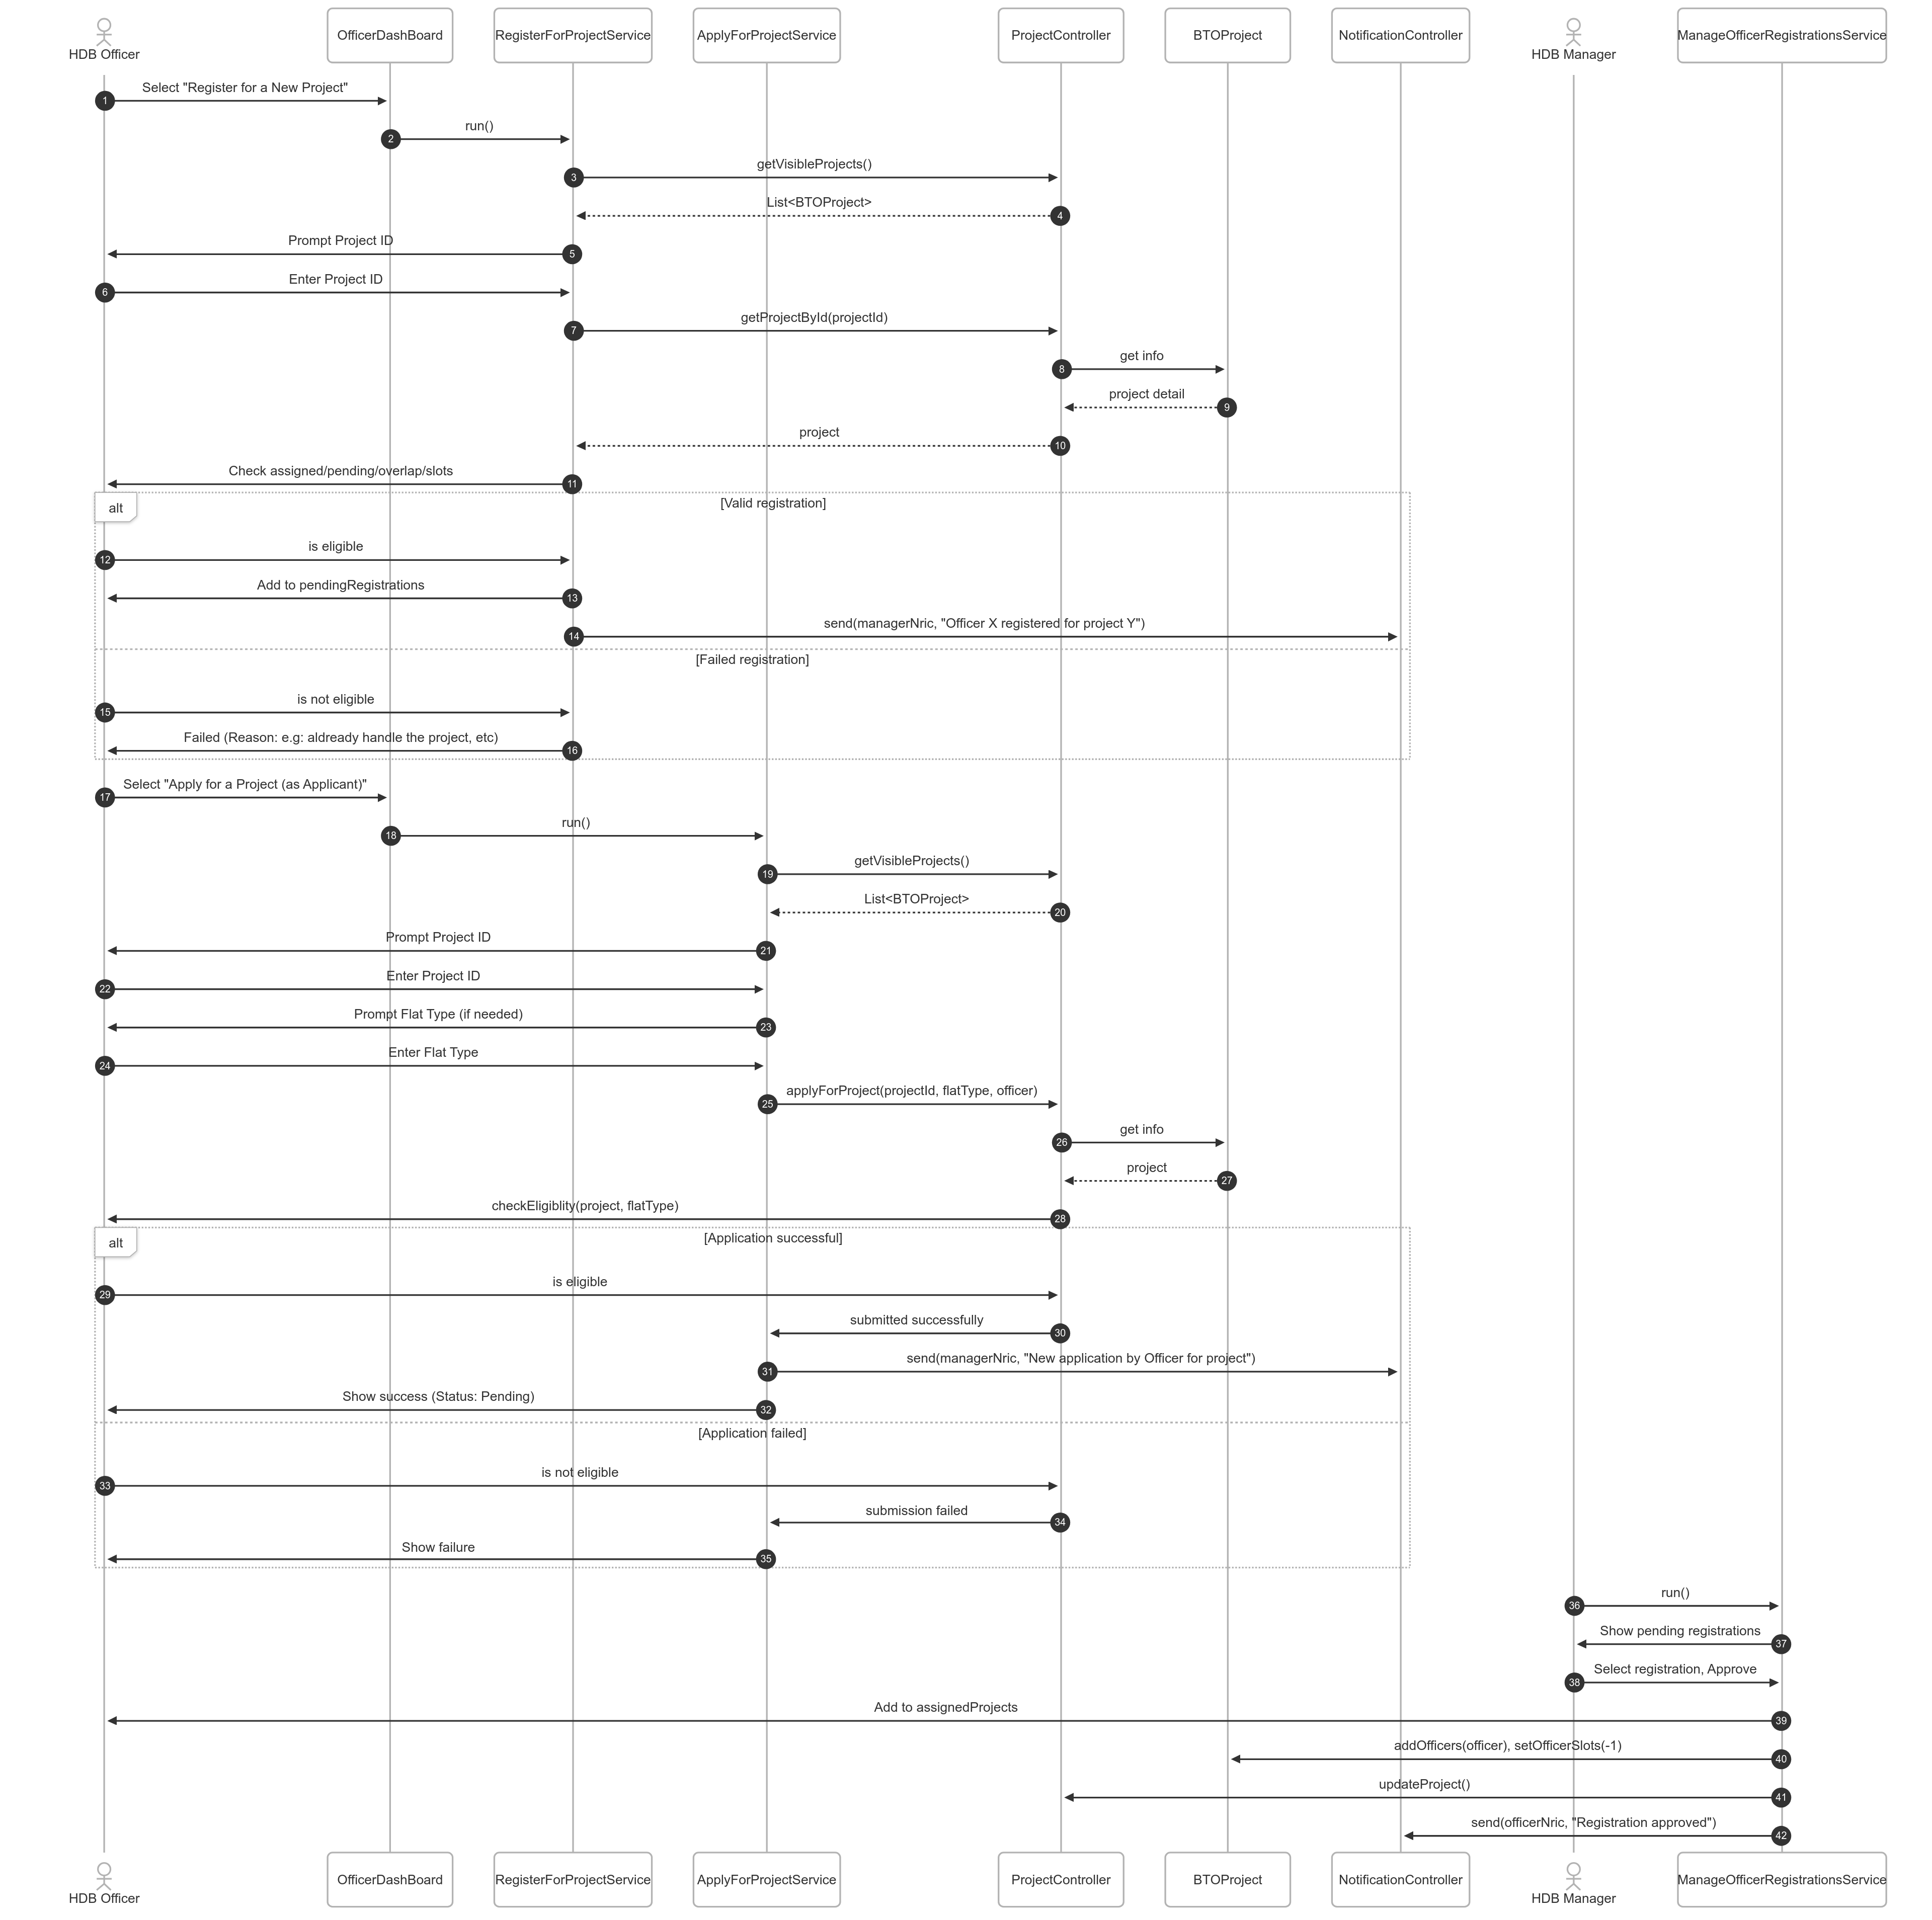 HDB Officer
OfficerDashBoard
RegisterForProjectService
ApplyForProjectService
ProjectController
BTOProject
NotificationController
HDB Manager
ManageOfficerRegistrationsService
Select "Register for a New Project"
1
run()
2
getVisibleProjects()
3
List<BTOProject>
4
Prompt Project ID
5
Enter Project ID
6
getProjectById(projectId)
7
get info
8
project detail
9
project
10
Check assigned/pending/overlap/slots
11
alt
[Valid registration]
is eligible
12
Add to pendingRegistrations
13
send(managerNric, "Officer X registered for project Y")
14
[Failed registration]
is not eligible
15
Failed (Reason: e.g: aldready handle the project, etc)
16
Select "Apply for a Project (as Applicant)"
17
run()
18
getVisibleProjects()
19
List<BTOProject>
20
Prompt Project ID
21
Enter Project ID
22
Prompt Flat Type (if needed)
23
Enter Flat Type
24
applyForProject(projectId, flatType, officer)
25
get info
26
project
27
checkEligiblity(project, flatType)
28
alt
[Application successful]
is eligible
29
submitted successfully
30
send(managerNric, "New application by Officer for project")
31
Show success (Status: Pending)
32
[Application failed]
is not eligible
33
submission failed
34
Show failure
35
run()
36
Show pending registrations
37
Select registration, Approve
38
Add to assignedProjects
39
addOfficers(officer), setOfficerSlots(-1)
40
updateProject()
41
send(officerNric, "Registration approved")
42
HDB Officer
OfficerDashBoard
RegisterForProjectService
ApplyForProjectService
ProjectController
BTOProject
NotificationController
HDB Manager
ManageOfficerRegistrationsService